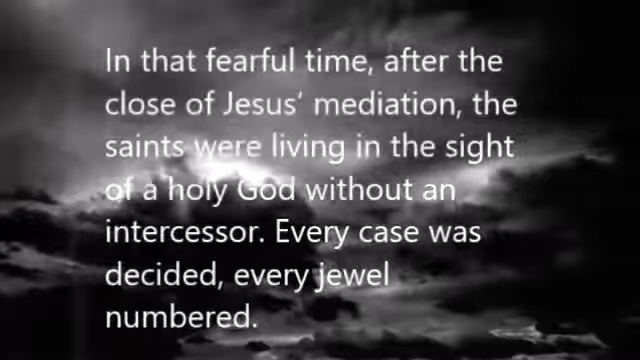 In that fearful time, after the
close of Jesus’ mediation, the
saints were living in the sight
of a holy God without an
intercessor. Every case was
decided, every jewel
numbered.